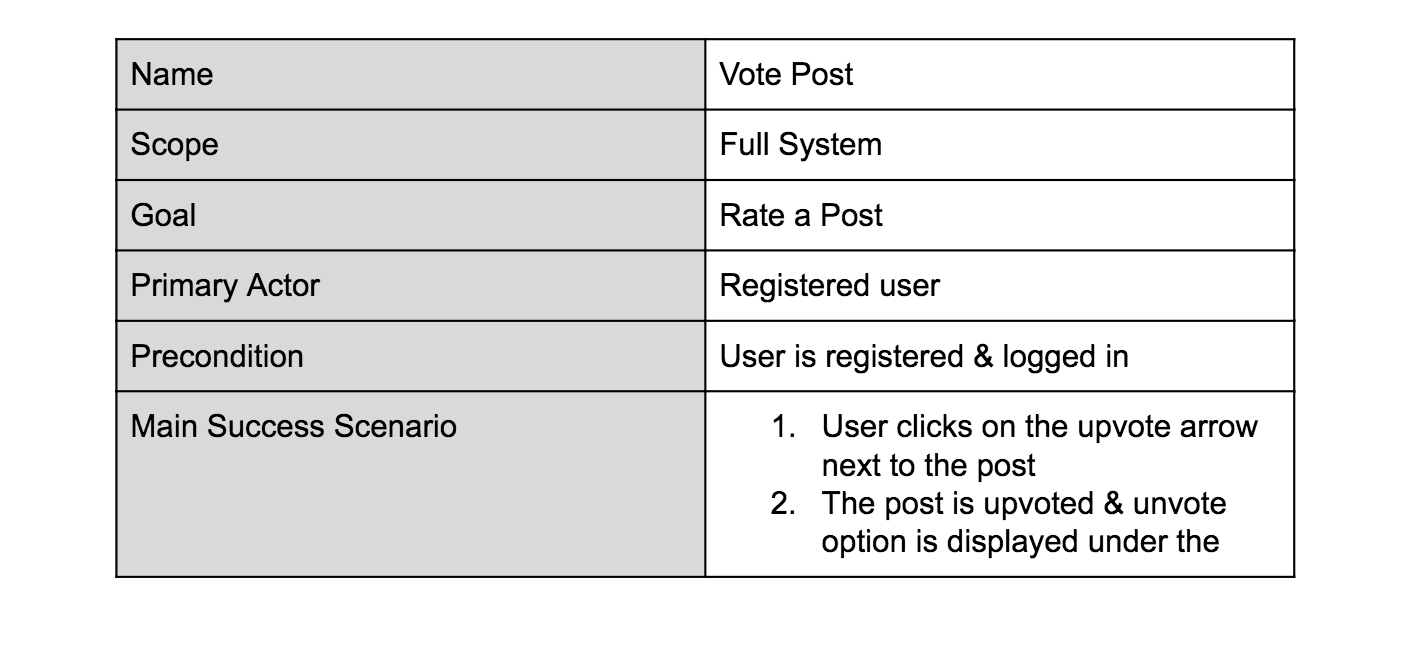 Name
Vote Post
Scope
Full System
Goal
Rate a Post
Primary Actor
Registered user
Precondition
User is registered & logged in
Main Success Scenario
1. User clicks on the upvote arrow
next to the post
2. The post is upvoted & unvote
option is displayed under the